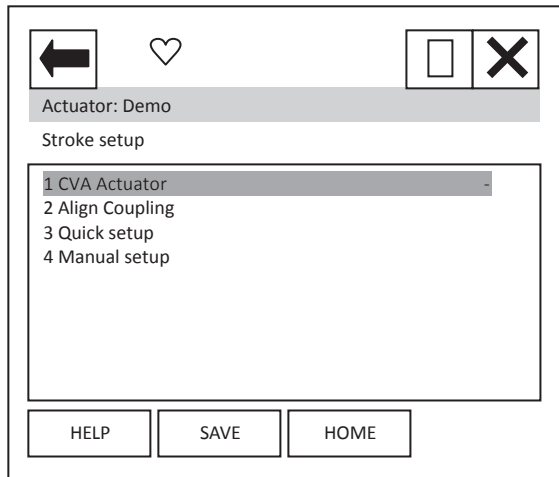 Actuator: Demo
Stroke setup
1 CVA Actuator -
2 Align Coupling
3 Quick setup
4 Manual setup
HELP SAVE HOME